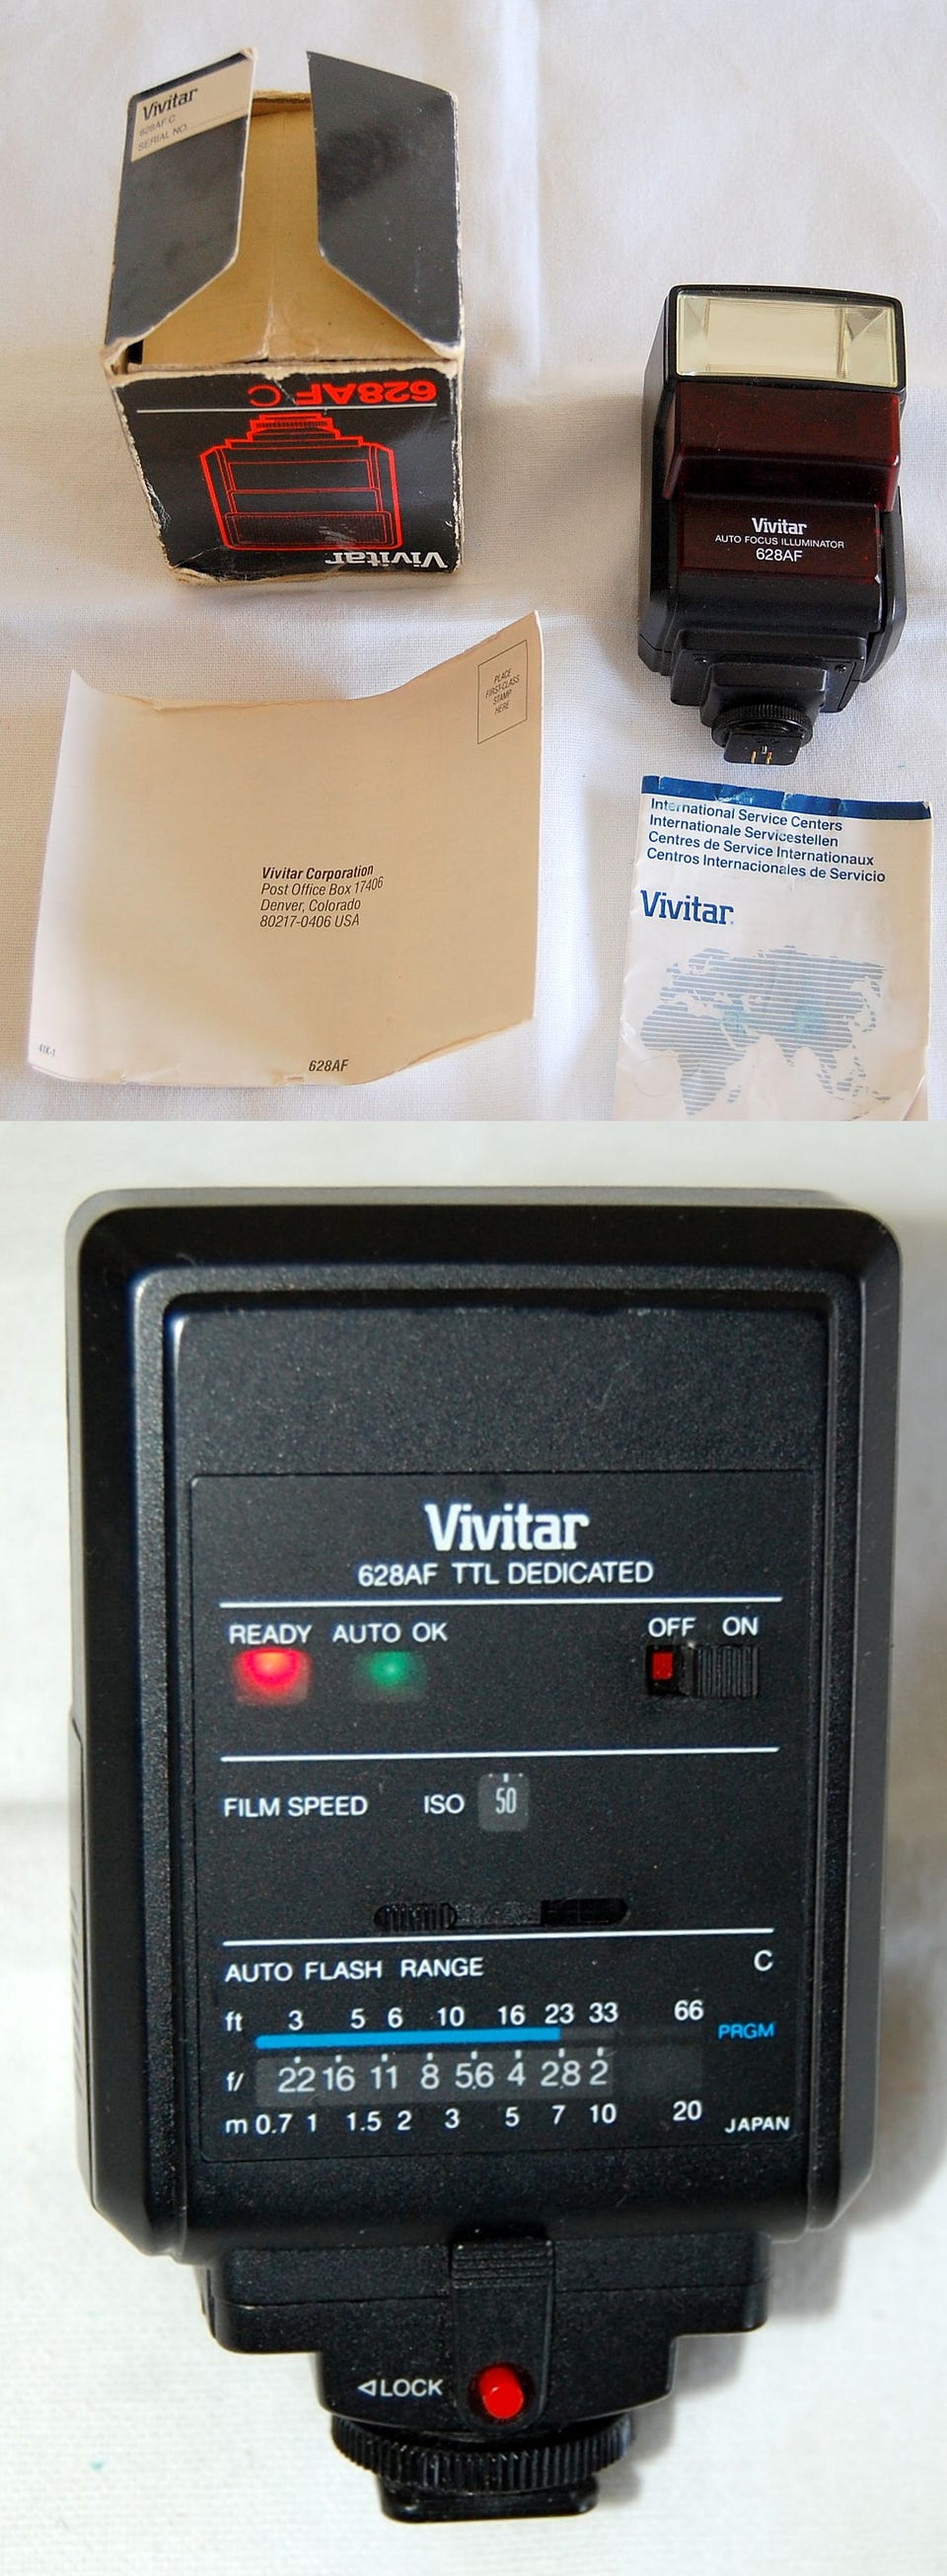 Vivitar
628AF C
SERIAL NO.
628AF C
Vivitar
Vivitar
AUTO FOCUS ILLUMINATOR
628AF
PLACE
FIRST-CLASS
STAMP
HERE
Vivitar Corporation
Post Office Box 17406
Denver, Colorado
80217-0406 USA
41K-1
628AF
International Service Centers
Internationale Servicestellen
Centres de Service Internationaux
Centros Internacionales de Servicio
Vivitar
Vivitar
628AF TTL DEDICATED
READY AUTO OK OFF ON
FILM SPEED ISO 50
AUTO FLASH RANGE C
ft 3 5 6 10 16 23 33 66
PRGM
f/ 22 16 11 8 5.6 4 2.8 2
m 0.7 1 1.5 2 3 5 7 10 20 JAPAN
◁LOCK